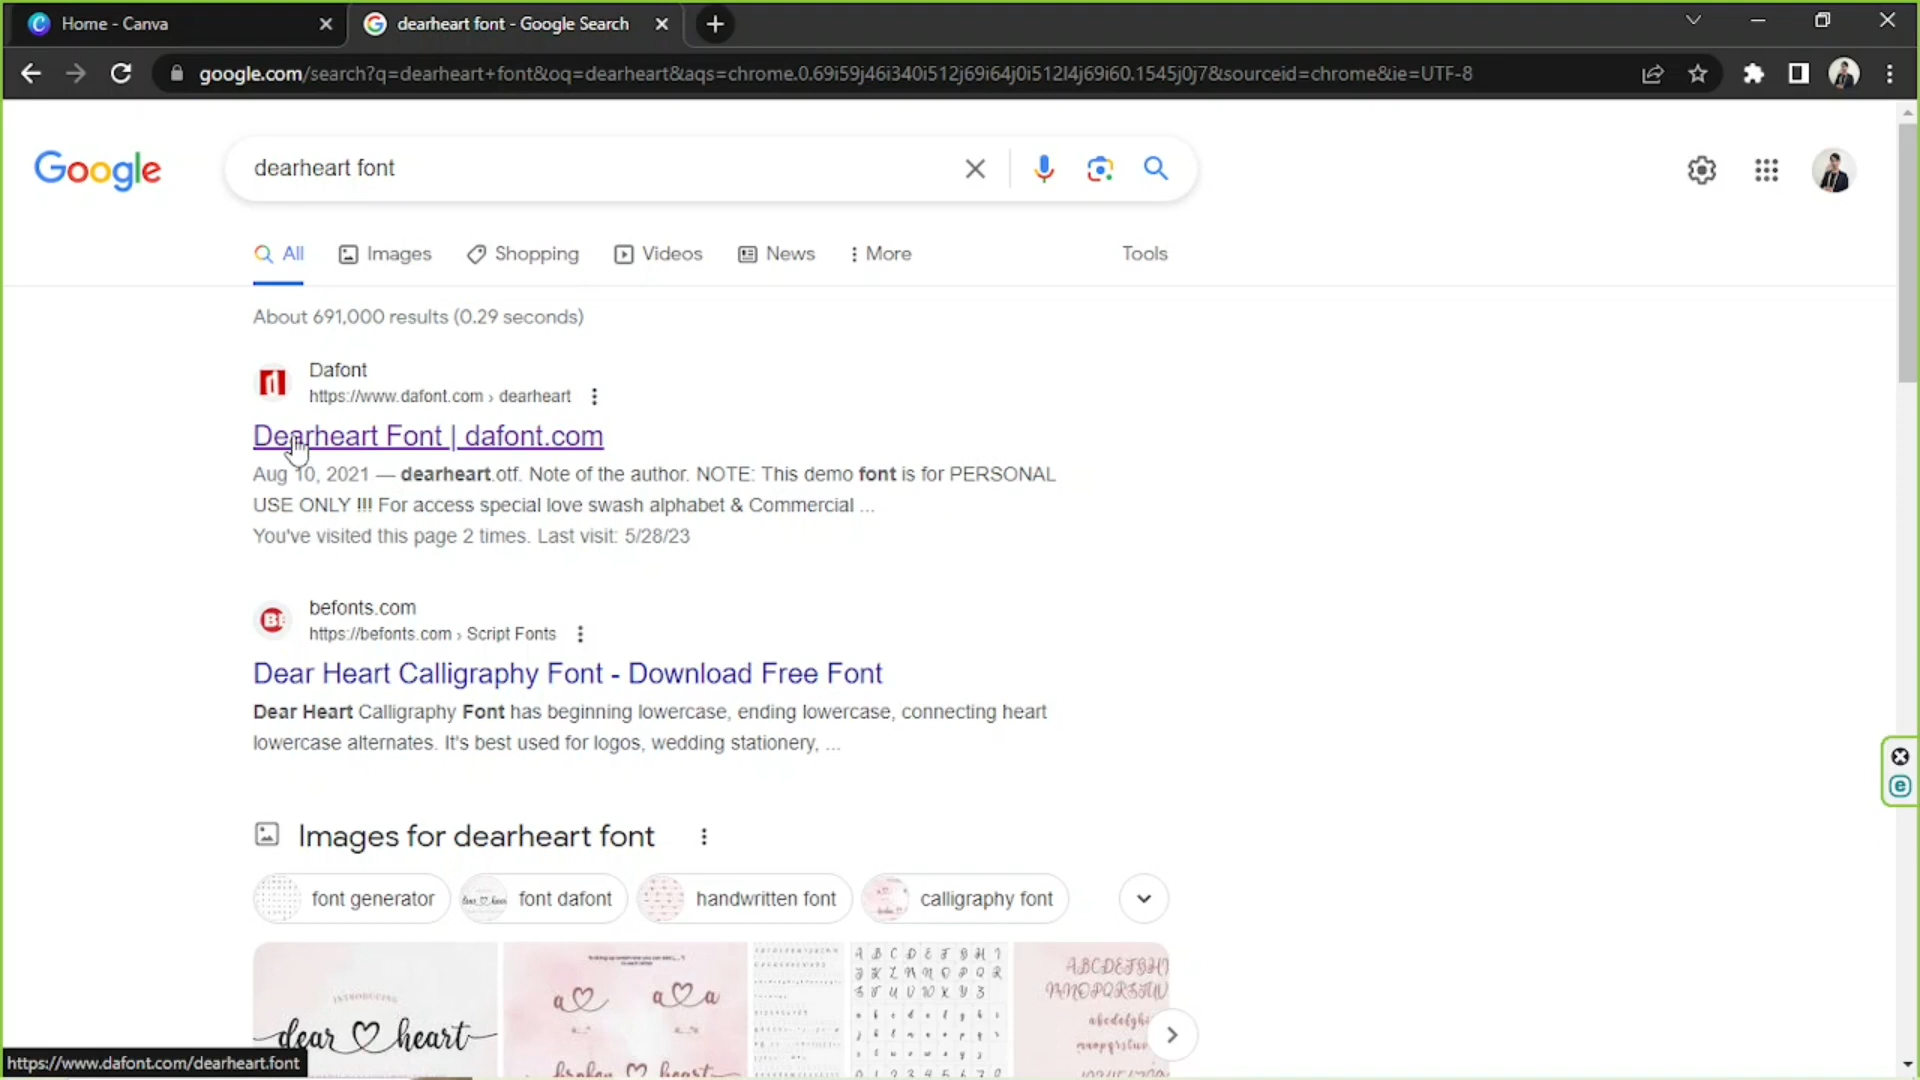 Home - Canva
dearheart font - Google Search
google.com/search?q=dearheart+font&oq=dearheart&aqs=chrome.0.69i59j46i340i512j69i64j0i512l4j69i60.1545j0j7&sourceid=chrome&ie=UTF-8
Google
dearheart font
All
Images
Shopping
Videos
News
More
Tools
About 691,000 results (0.29 seconds)
Dafont
https://www.dafont.com › dearheart
Dearheart Font | dafont.com
Aug 10, 2021 — dearheart.otf. Note of the author. NOTE: This demo font is for PERSONAL
USE ONLY !!! For access special love swash alphabet & Commercial ...
You've visited this page 2 times. Last visit: 5/28/23
befonts.com
https://befonts.com › Script Fonts
Dear Heart Calligraphy Font - Download Free Font
Dear Heart Calligraphy Font has beginning lowercase, ending lowercase, connecting heart
lowercase alternates. It's best used for logos, wedding stationery, ...
Images for dearheart font
font generator
font dafont
handwritten font
calligraphy font
INTRODUCING
dear heart
broken heart
https://www.dafont.com/dearheart.font